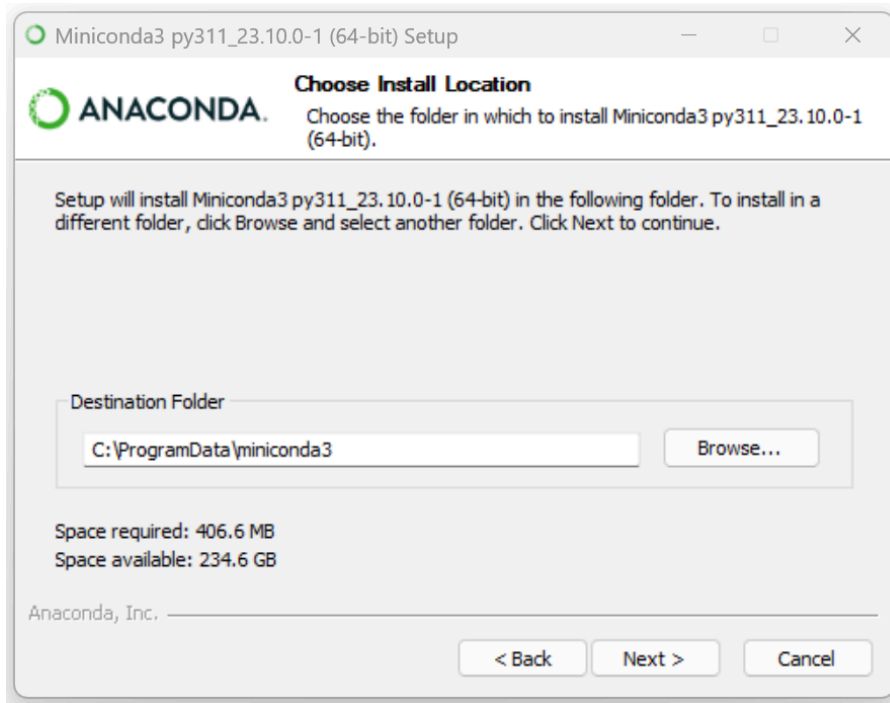 Miniconda3 py311_23.10.0-1 (64-bit) Setup
ANACONDA.
Choose Install Location
Choose the folder in which to install Miniconda3 py311_23.10.0-1
(64-bit).
Setup will install Miniconda3 py311_23.10.0-1 (64-bit) in the following folder. To install in a
different folder, click Browse and select another folder. Click Next to continue.
Destination Folder
C:\ProgramData\miniconda3
Browse...
Space required: 406.6 MB
Space available: 234.6 GB
Anaconda, Inc.
< Back
Next >
Cancel